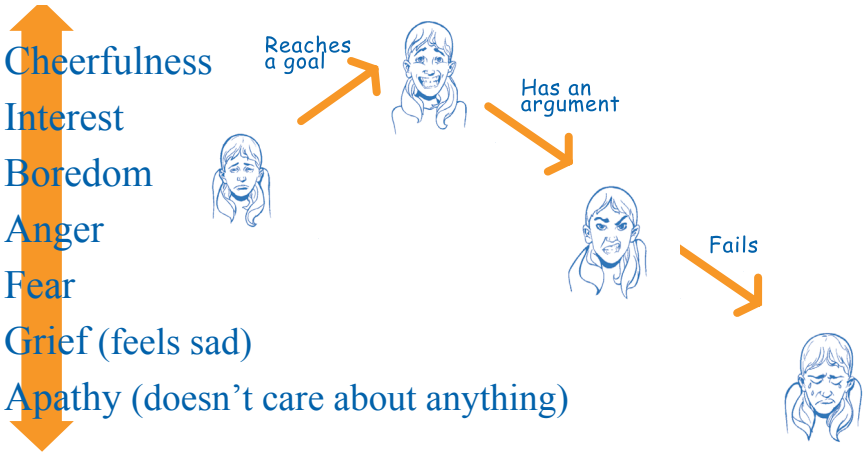 Cheerfulness
Interest
Boredom
Anger
Fear
Grief (feels sad)
Apathy (doesn’t care about anything)
Reaches
a goal
Has an
argument
Fails